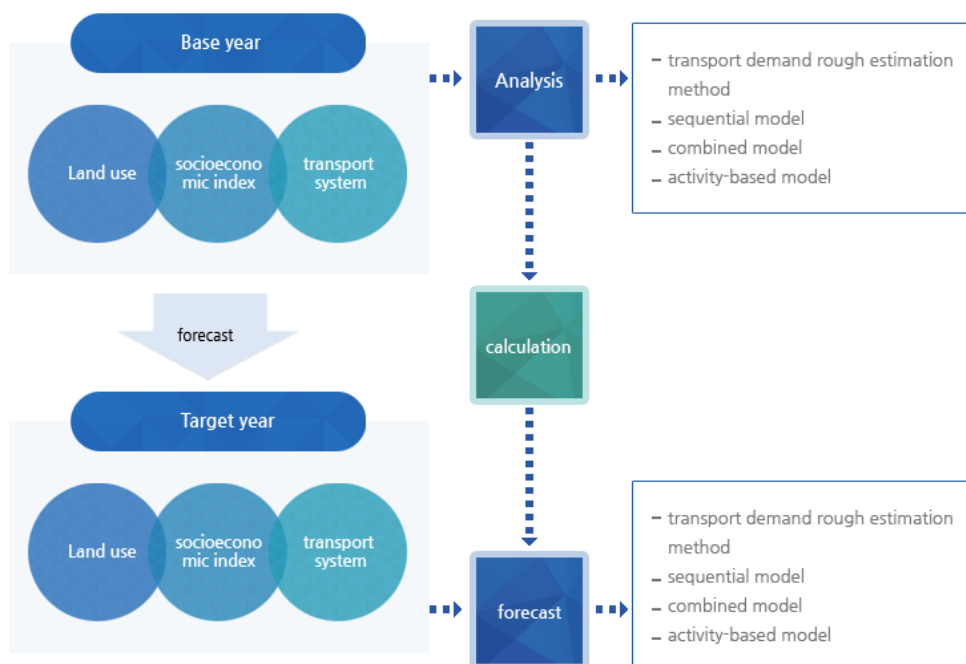 Base year
Land use
socioecono
mic index
transport
system
Analysis
– transport demand rough estimation
method
– sequential model
– combined model
– activity-based model
forecast
calculation
Target year
Land use
socioecono
mic index
transport
system
forecast
– transport demand rough estimation
method
– sequential model
– combined model
– activity-based model